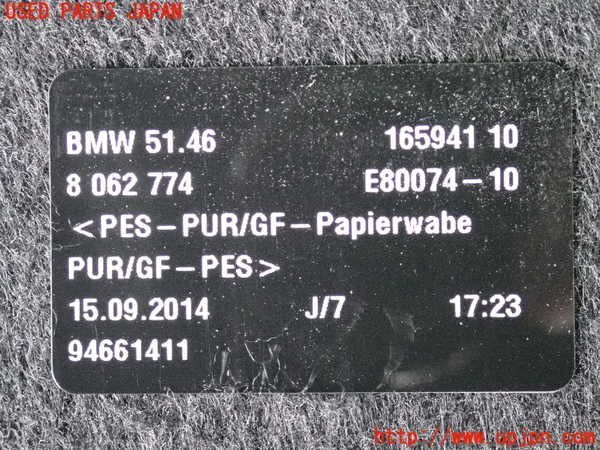 USED PARTS JAPAN
BMW 51.46 165941 10
8 062 774 E80074-10
<PES-PUR/GF-Papierwabe
PUR/GF-PES>
15.09.2014 J/7 17:23
94661411
http://www.upjpn.com